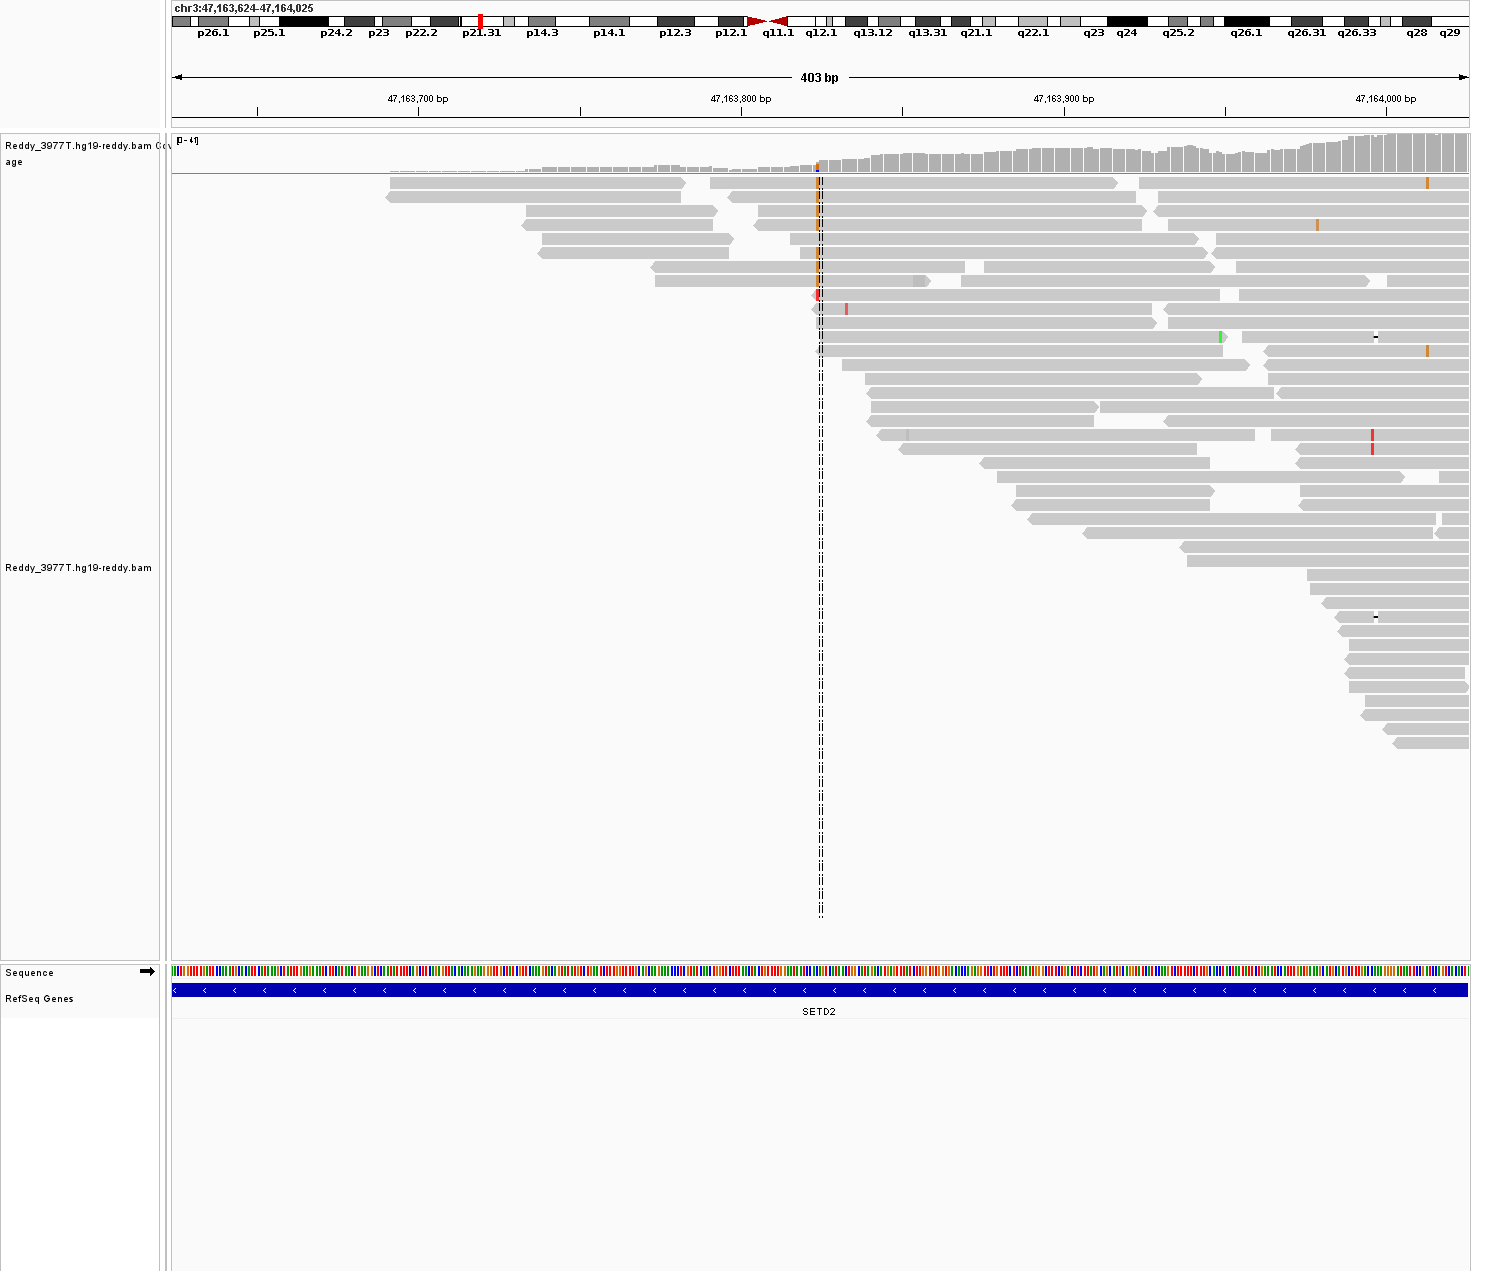 chr3:47,163,624-47,164,025
p26.1 p25.1 p24.2 p23 p22.2 p21.31 p14.3 p14.1 p12.3 p12.1 q11.1 q12.1 q13.12 q13.31 q21.1 q22.1 q23 q24 q25.2 q26.1 q26.31 q26.33 q28 q29
403 bp
47,163,700 bp 47,163,800 bp 47,163,900 bp 47,164,000 bp
[0 - 41]
Reddy_3977T.hg19-reddy.bam Cov
age
Reddy_3977T.hg19-reddy.bam
Sequence
RefSeq Genes
SETD2